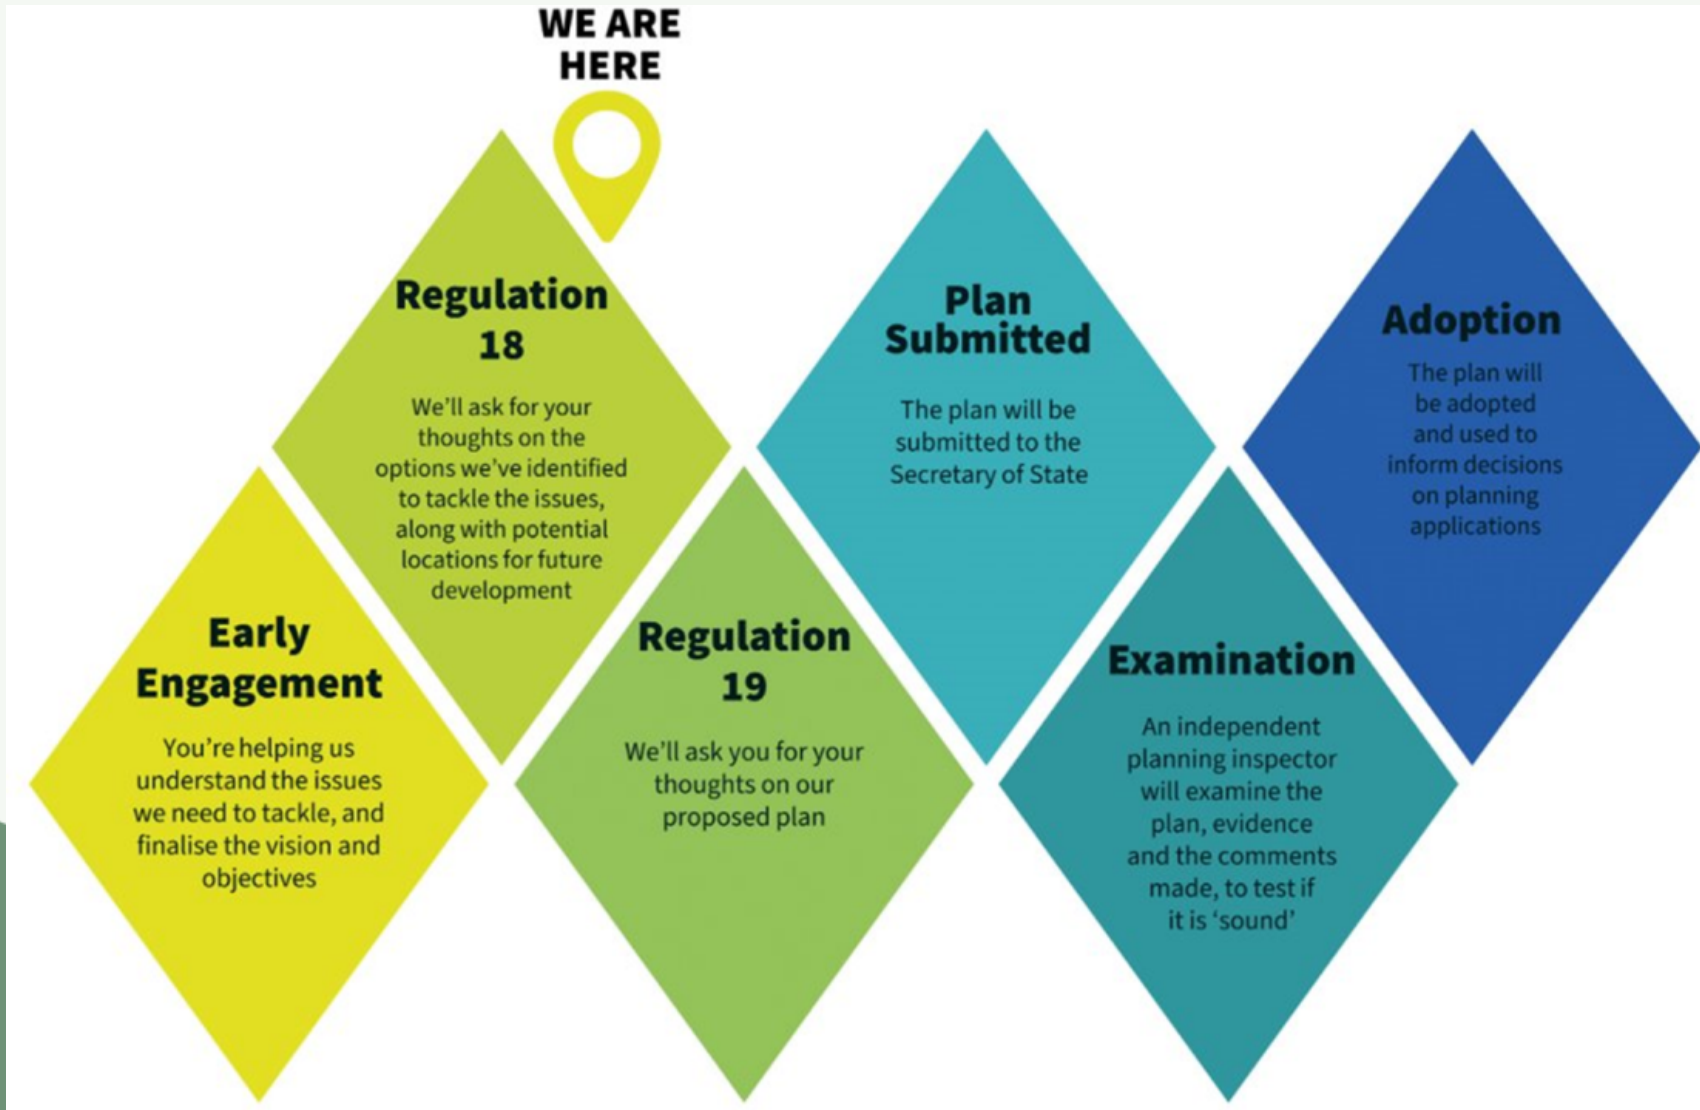 WE ARE
HERE
Early
Engagement
You're helping us
understand the issues
we need to tackle, and
finalise the vision and
objectives
Regulation
18
We'll ask for your
thoughts on the
options we've identified
to tackle the issues,
along with potential
locations for future
development
Regulation
19
We'll ask you for your
thoughts on our
proposed plan
Plan
Submitted
The plan will be
submitted to the
Secretary of State
Examination
An independent
planning inspector
will examine the
plan, evidence
and the comments
made, to test if
it is ‘sound’
Adoption
The plan will
be adopted
and used to
inform decisions
on planning
applications